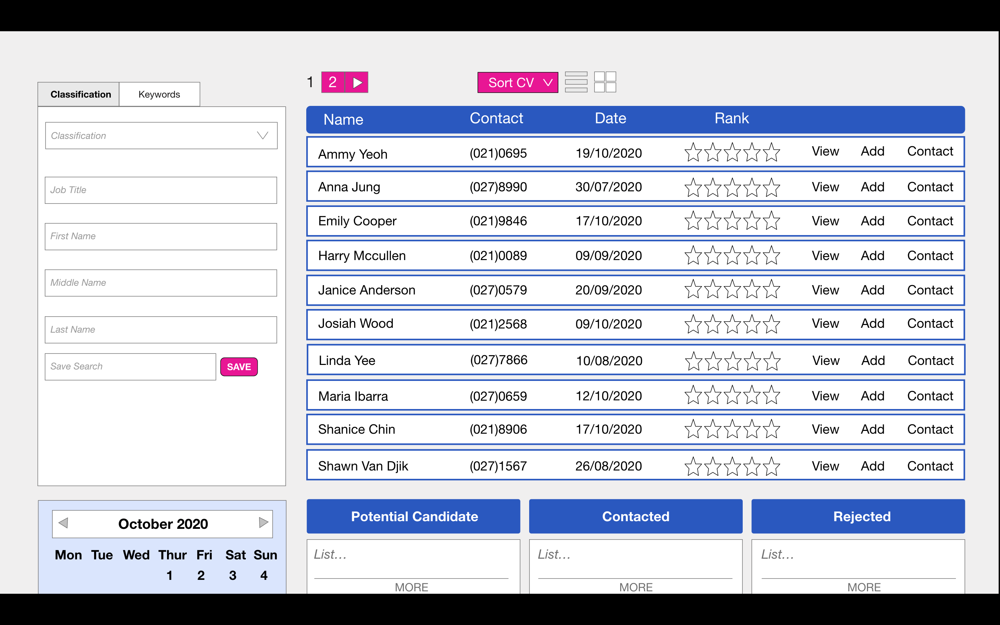 1 2
Sort CV
Classification Keywords
Classification
Job Title
First Name
Middle Name
Last Name
Save Search SAVE
Name Contact Date Rank
Ammy Yeoh (021)0695 19/10/2020 View Add Contact
Anna Jung (027)8990 30/07/2020 View Add Contact
Emily Cooper (021)9846 17/10/2020 View Add Contact
Harry Mccullen (021)0089 09/09/2020 View Add Contact
Janice Anderson (027)0579 20/09/2020 View Add Contact
Josiah Wood (021)2568 09/10/2020 View Add Contact
Linda Yee (027)7866 10/08/2020 View Add Contact
Maria Ibarra (027)0659 12/10/2020 View Add Contact
Shanice Chin (021)8906 17/10/2020 View Add Contact
Shawn Van Djik (027)1567 26/08/2020 View Add Contact
October 2020
Mon Tue Wed Thur Fri Sat Sun
1 2 3 4
Potential Candidate Contacted Rejected
List... List... List...
MORE MORE MORE